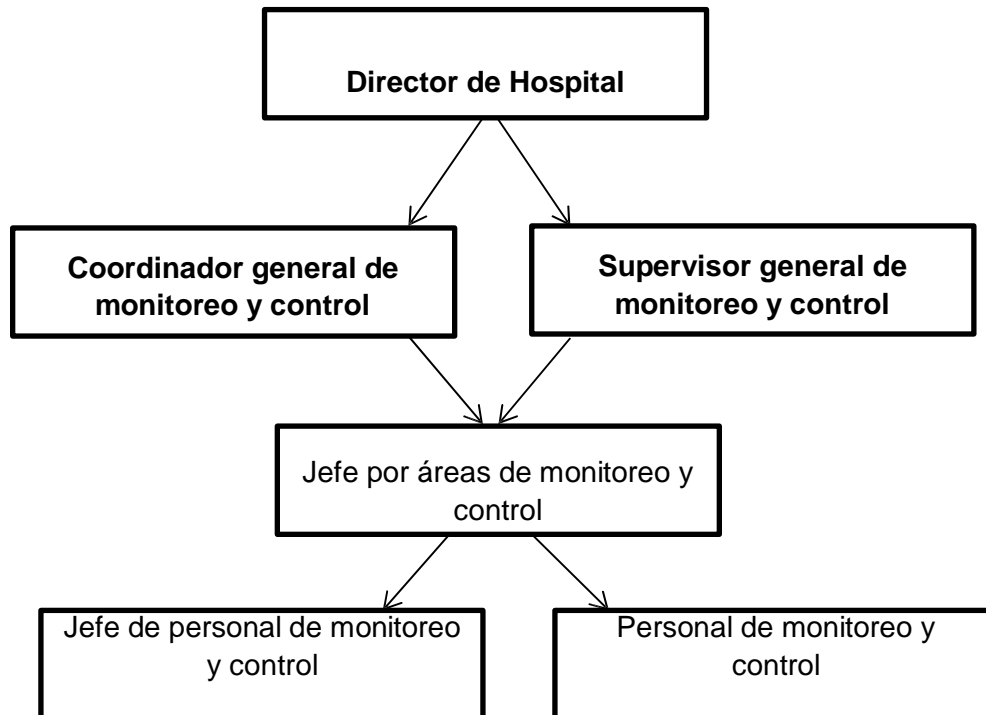 Director de Hospital
Coordinador general de
monitoreo y control
Supervisor general de
monitoreo y control
Jefe por áreas de monitoreo y
control
Jefe de personal de monitoreo
y control
Personal de monitoreo y
control